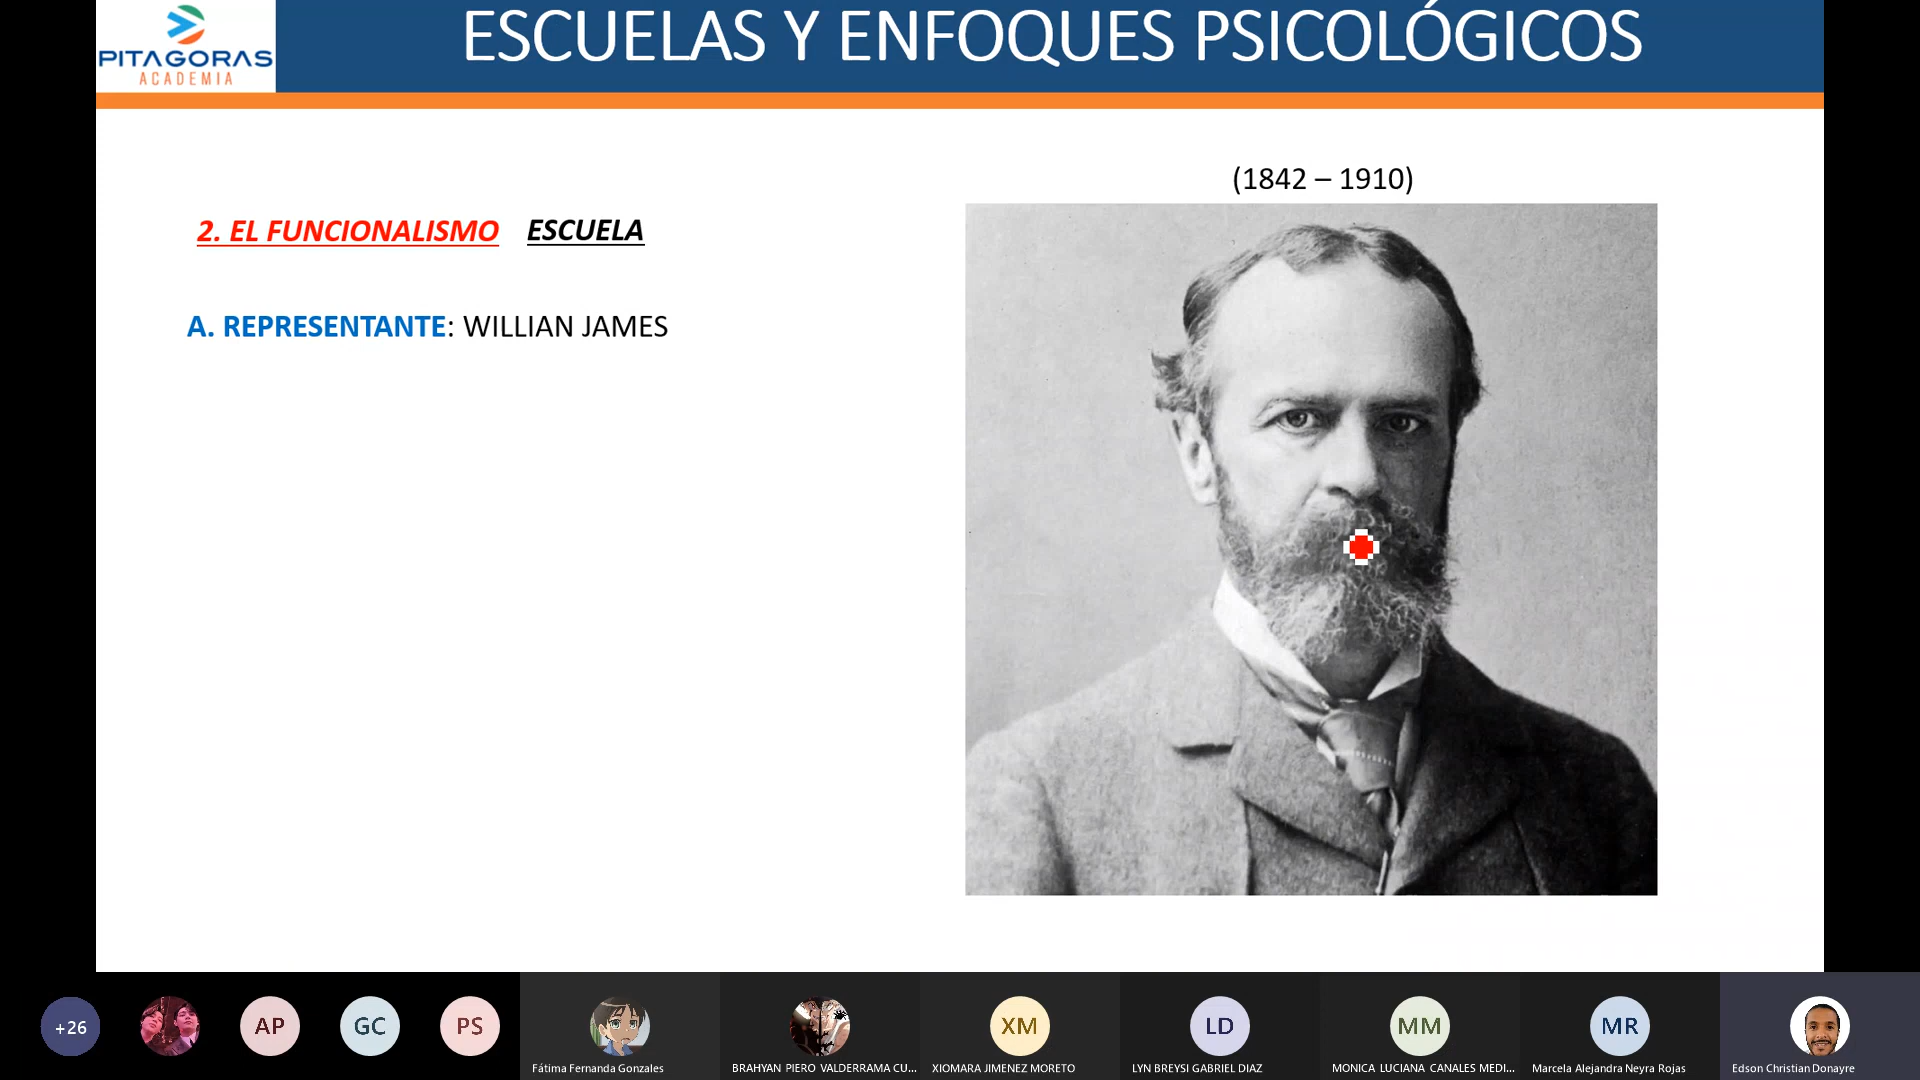 PITAGORAS
ACADEMIA
ESCUELAS Y ENFOQUES PSICOLÓGICOS
(1842 – 1910)
2. EL FUNCIONALISMO ESCUELA
A. REPRESENTANTE: WILLIAN JAMES
+26
AP
GC
PS
XM
LD
MM
MR
Fátima Fernanda Gonzales
BRAHYAN PIERO VALDERRAMA CU...
XIOMARA JIMENEZ MORETO
LYN BREYSI GABRIEL DIAZ
MONICA LUCIANA CANALES MEDI...
Marcela Alejandra Neyra Rojas
Edson Christian Donayre